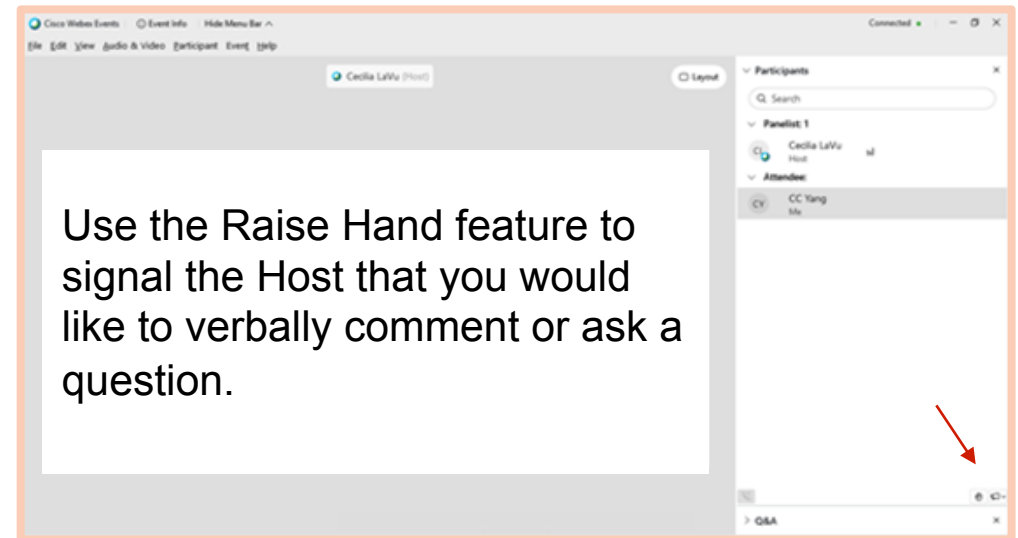 Cisco Webex Events Event Info Hide Menu Bar Connected
File Edit View Audio & Video Participant Event Help
Cecilia LaVu (Host)
Layout
Participants
Search
Panelist: 1
CL
Cecilia LaVu
Host
Attendee:
CY
CC Yang
Me
Use the Raise Hand feature to
signal the Host that you would
like to verbally comment or ask a
question.
Q&A